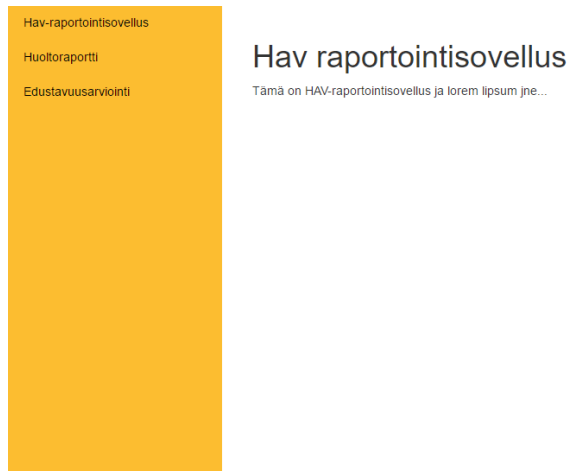 Hav-raportointisovellus
Huoltoraportti
Edustavuusarviointi
Hav raportointisovellus
Tämä on HAV-raportointisovellus ja lorem lipsum jne...